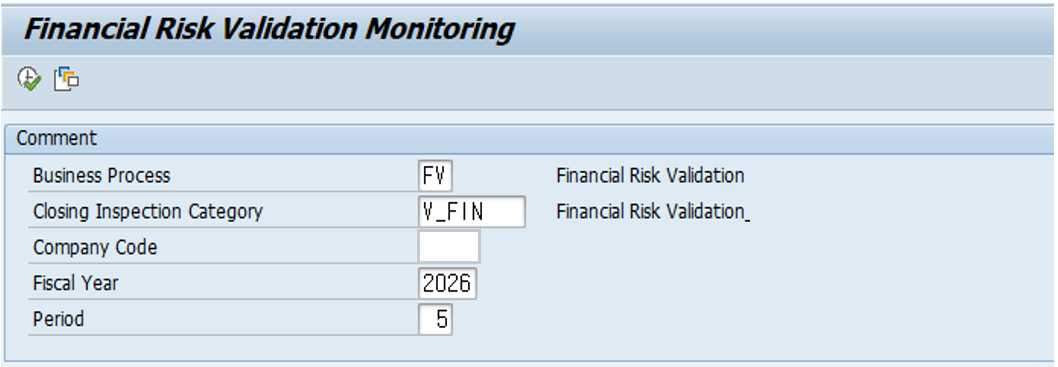 Financial Risk Validation Monitoring
Comment
Business Process FV Financial Risk Validation
Closing Inspection Category V_FIN Financial Risk Validation_
Company Code
Fiscal Year 2026
Period 5